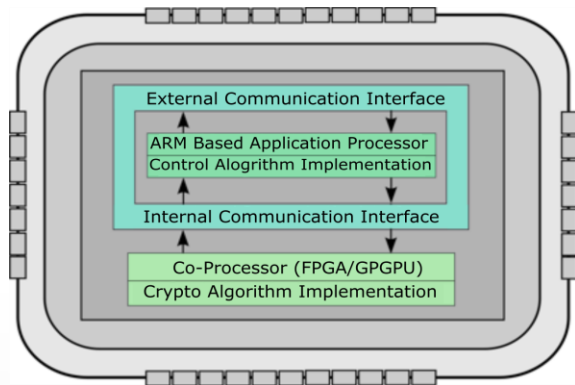 External Communication Interface
ARM Based Application Processor
Control Alogrithm Implementation
Internal Communication Interface
Co-Processor (FPGA/GPGPU)
Crypto Algorithm Implementation